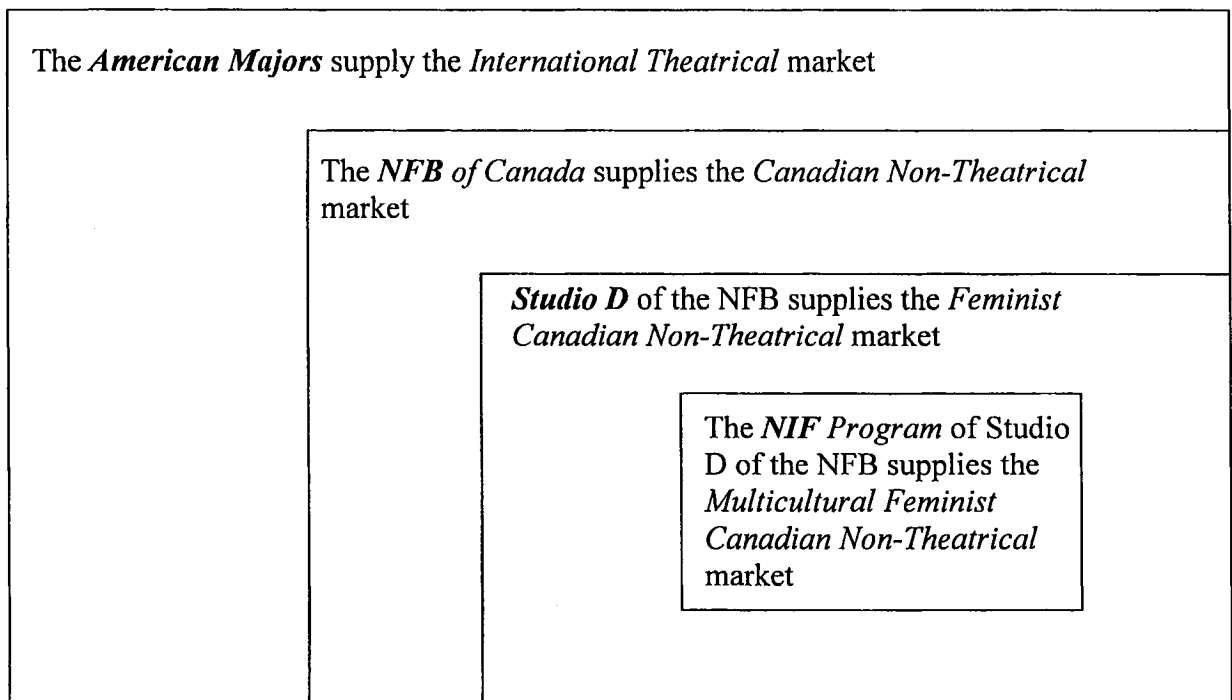 The American Majors supply the International Theatrical market
The NFB of Canada supplies the Canadian Non-Theatrical
market
Studio D of the NFB supplies the Feminist
Canadian Non-Theatrical market
The NIF Program of Studio
D of the NFB supplies the
Multicultural Feminist
Canadian Non-Theatrical
market